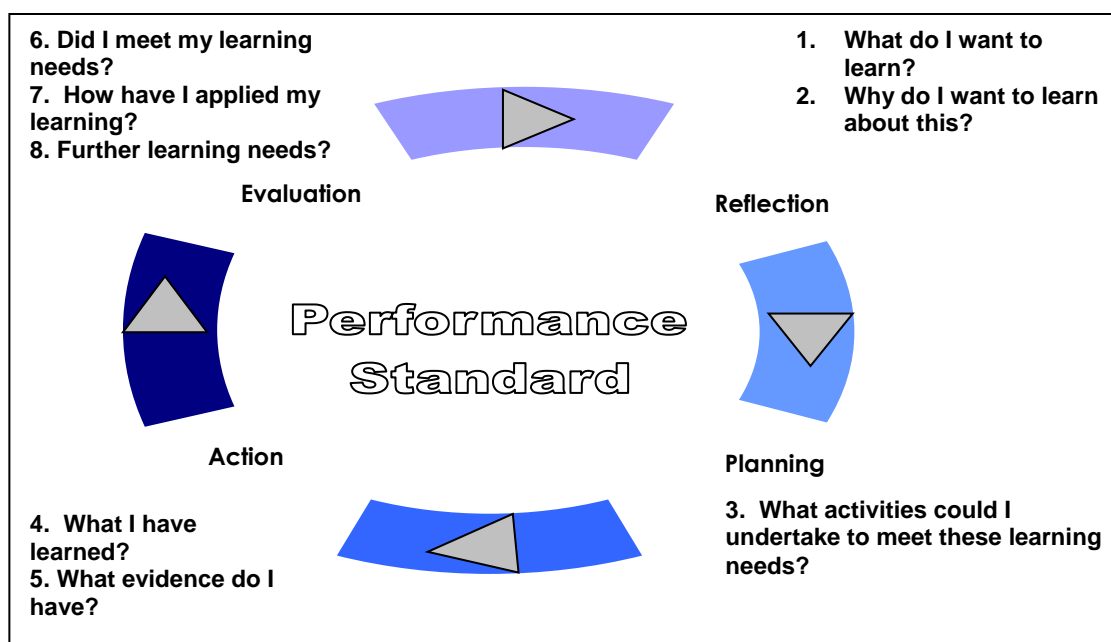 6. Did I meet my learning
needs?
7. How have I applied my
learning?
8. Further learning needs?
Evaluation
1. What do I want to
learn?
2. Why do I want to learn
about this?
Reflection
Performance
Standard
Action
4. What I have
learned?
5. What evidence do I
have?
Planning
3. What activities could I
undertake to meet these learning
needs?